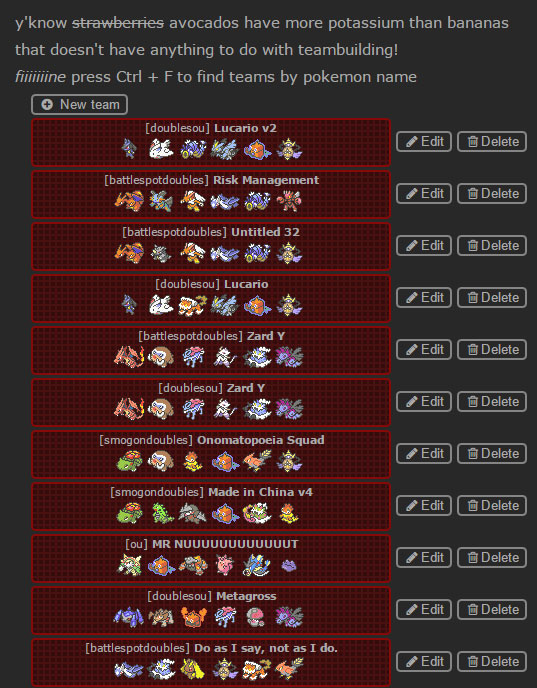 y'know strawberries avocados have more potassium than bananas
that doesn't have anything to do with teambuilding!
fiiiiiiine press Ctrl + F to find teams by pokemon name
New team
[doublesou] Lucario v2
Edit Delete
[battlespotdoubles] Risk Management
Edit Delete
[battlespotdoubles] Untitled 32
Edit Delete
[doublesou] Lucario
Edit Delete
[battlespotdoubles] Zard Y
Edit Delete
[doublesou] Zard Y
Edit Delete
[smogondoubles] Onomatopoeia Squad
Edit Delete
[smogondoubles] Made in China v4
Edit Delete
[ou] MR NUUUUUUUUUUUUT
Edit Delete
[doublesou] Metagross
Edit Delete
[battlespotdoubles] Do as I say, not as I do.
Edit Delete